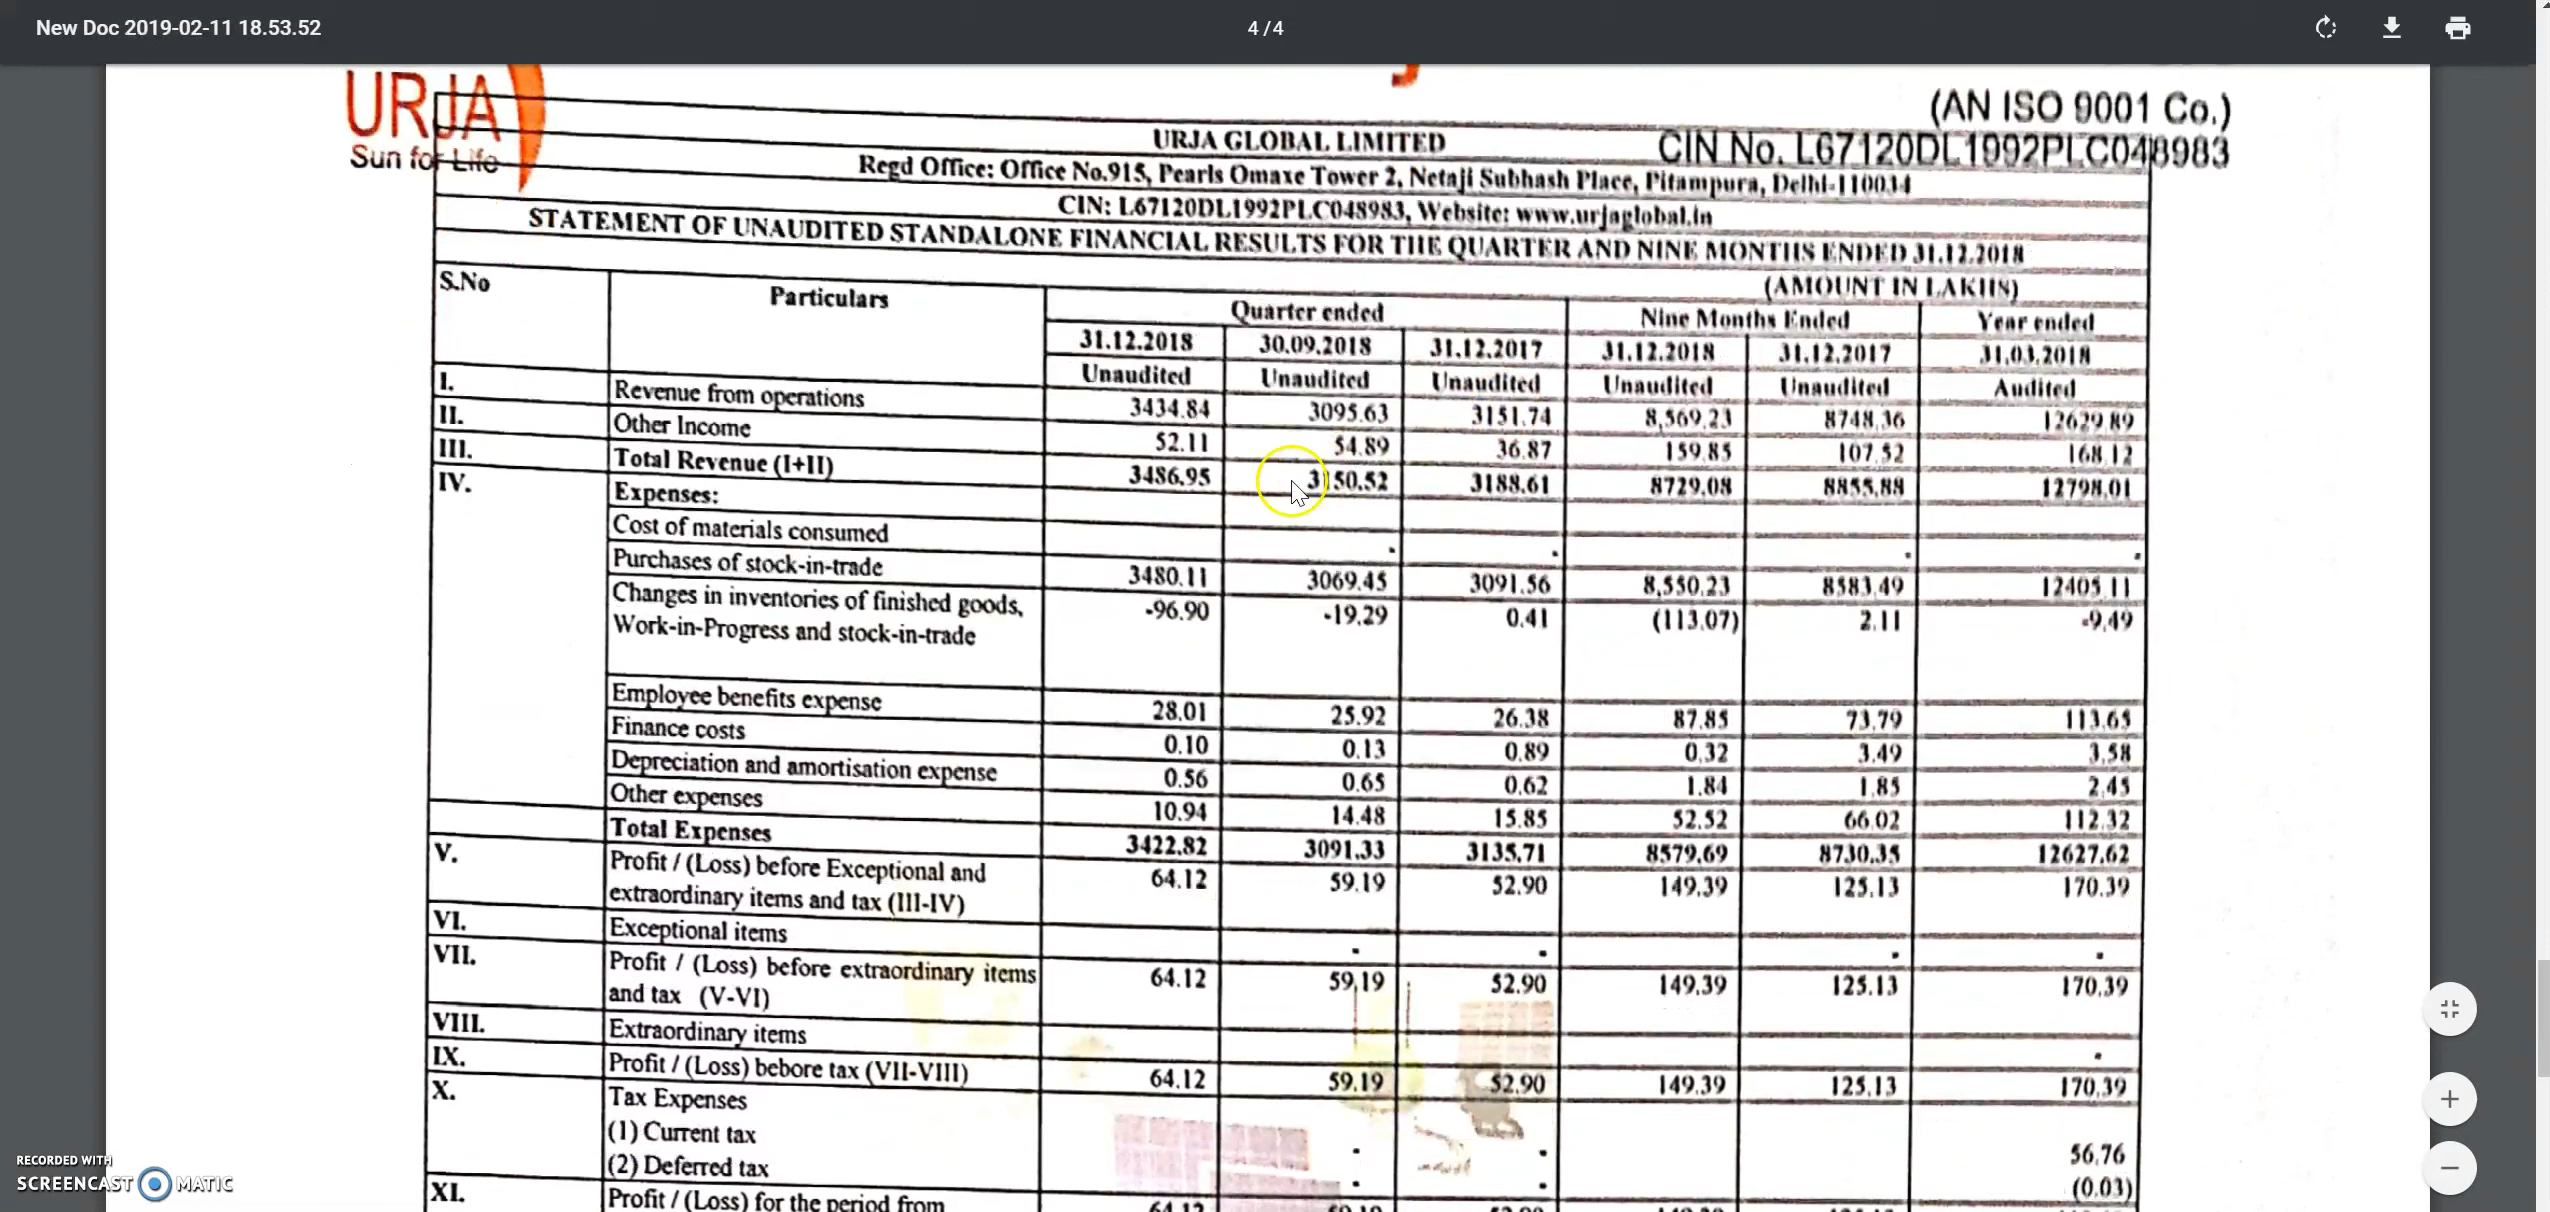 New Doc 2019-02-11 18.53.52
4 / 4
URJA
Sun for Life
(AN ISO 9001 Co.)
CIN No. L67120DL1992PLC048983
URJA GLOBAL LIMITED
Regd Office: Office No.915, Pearls Omaxe Tower 2, Netaji Subhash Place, Pitampura, Delhi-110034
CIN: L67120DL1992PLC048983, Website: www.urjaglobal.in
STATEMENT OF UNAUDITED STANDALONE FINANCIAL RESULTS FOR THE QUARTER AND NINE MONTHS ENDED 31.12.2018
(AMOUNT IN LAKHS)
S.No Particulars Quarter ended Nine Months Ended Year ended
31.12.2018 30.09.2018 31.12.2017 31.12.2018 31.12.2017 31.03.2018
Unaudited Unaudited Unaudited Unaudited Unaudited Audited
I. Revenue from operations 3434.84 3095.63 3151.74 8,569.23 8748.36 12629.89
II. Other Income 52.11 54.89 36.87 159.85 107.52 168.12
III. Total Revenue (I+II) 3486.95 3150.52 3188.61 8729.08 8855.88 12798.01
IV. Expenses:
Cost of materials consumed - - - -
Purchases of stock-in-trade 3480.11 3069.45 3091.56 8,550.23 8583.49 12405.11
Changes in inventories of finished goods, -96.90 -19.29 0.41 (113.07) 2.11 -9.49
Work-in-Progress and stock-in-trade
Employee benefits expense 28.01 25.92 26.38 87.85 73.79 113.65
Finance costs 0.10 0.13 0.89 0.32 3.49 3.58
Depreciation and amortisation expense 0.56 0.65 0.62 1.84 1.85 2.45
Other expenses 10.94 14.48 15.85 52.52 66.02 112.32
Total Expenses 3422.82 3091.33 3135.71 8579.69 8730.35 12627.62
V. Profit / (Loss) before Exceptional and 64.12 59.19 52.90 149.39 125.13 170.39
extraordinary items and tax (III-IV)
VI. Exceptional items - - - -
VII. Profit / (Loss) before extraordinary items 64.12 59.19 52.90 149.39 125.13 170.39
and tax (V-VI)
VIII. Extraordinary items -
IX. Profit / (Loss) bebore tax (VII-VIII) 64.12 59.19 52.90 149.39 125.13 170.39
X. Tax Expenses
(1) Current tax - - 56.76
(2) Deferred tax - - (0.03)
XI. Profit / (Loss) for the period from
RECORDED WITH
SCREENCAST MATIC